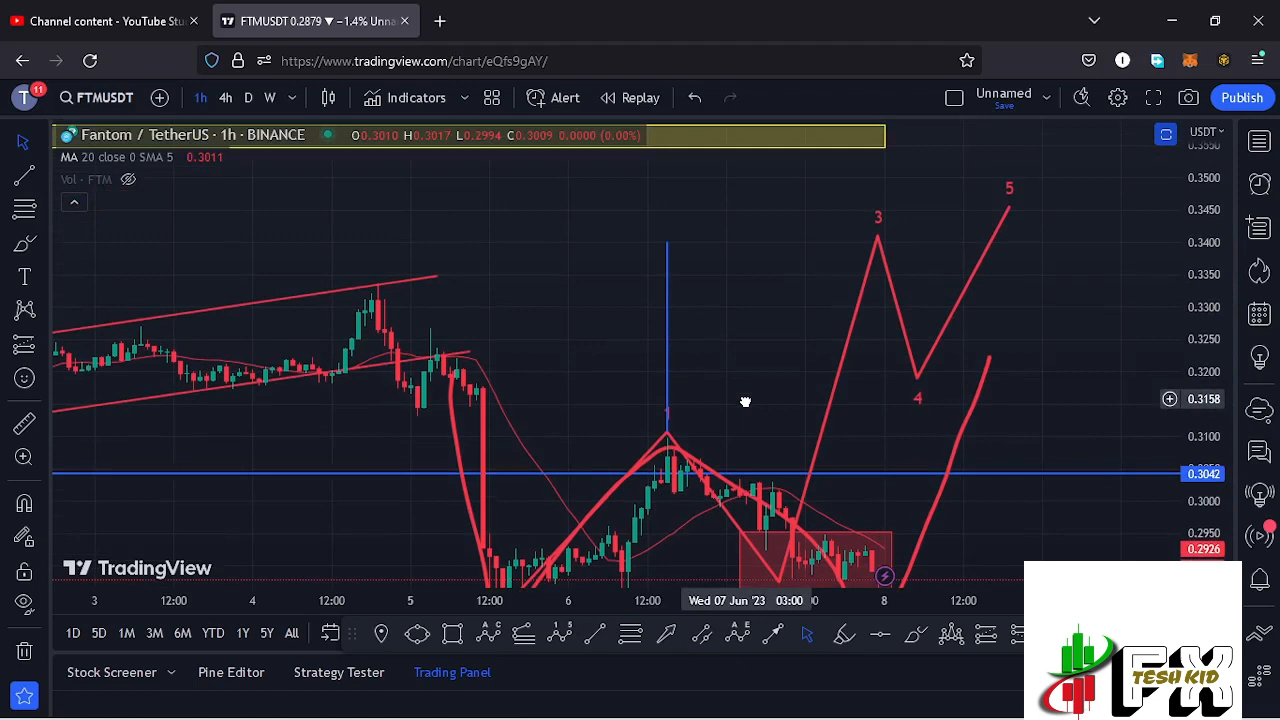 Channel content - YouTube Stu
FTMUSDT 0.2879 ▼ −1.4% Unna
https://www.tradingview.com/chart/eQfs9gAY/
T 11 FTMUSDT 1h 4h D W Indicators Alert Replay Unnamed Save Publish
Fantom / TetherUS · 1h · BINANCE O0.3010 H0.3017 L0.2994 C0.3009 0.0000 (0.00%)
USDT
MA 20 close 0 SMA 5 0.3011
Vol · FTM
0.3500
5
0.3450
3
0.3400
0.3350
0.3300
0.3250
0.3200
4
0.3158
0.3100
0.3042
0.3000
0.2950
0.2926
TradingView
3 12:00 4 12:00 5 12:00 6 12:00 Wed 07 Jun '23 03:00 8 12:00
1D 5D 1M 3M 6M YTD 1Y 5Y All
Stock Screener Pine Editor Strategy Tester Trading Panel
FX
TESH KID